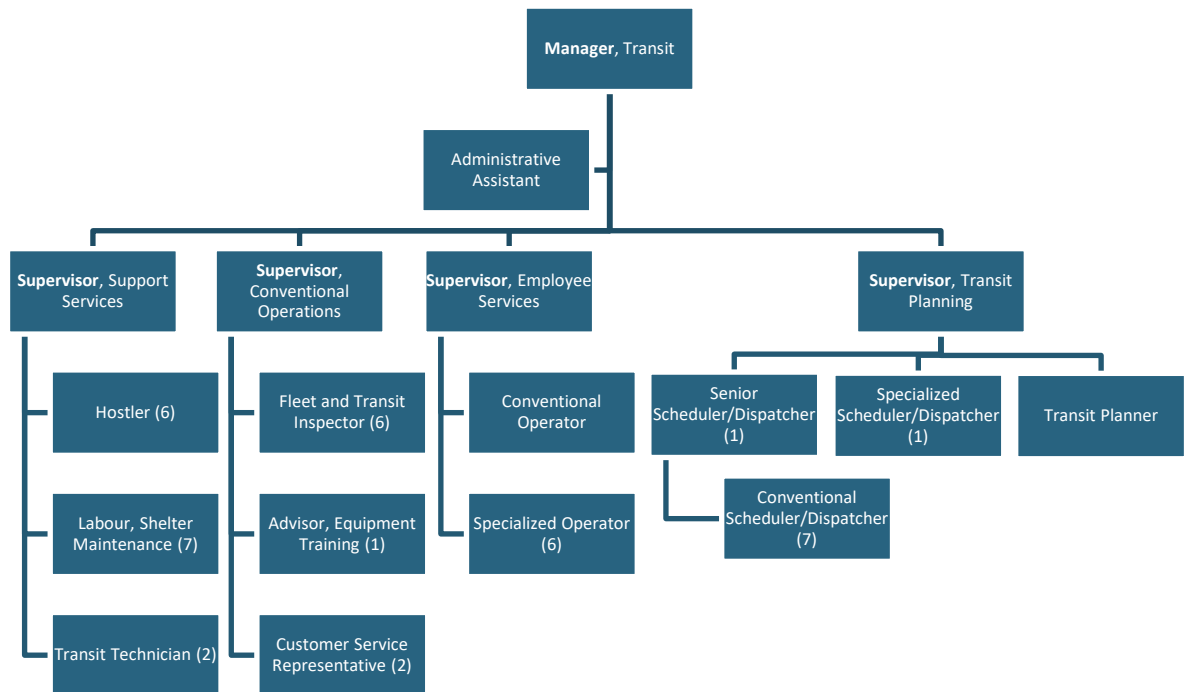 Manager, Transit
Administrative
Assistant
Supervisor, Support
Services
Supervisor,
Conventional
Operations
Supervisor, Employee
Services
Supervisor, Transit
Planning
Hostler (6)
Labour, Shelter
Maintenance (7)
Transit Technician (2)
Fleet and Transit
Inspector (6)
Advisor, Equipment
Training (1)
Customer Service
Representative (2)
Conventional
Operator
Specialized Operator
(6)
Senior
Scheduler/Dispatcher
(1)
Conventional
Scheduler/Dispatcher
(7)
Specialized
Scheduler/Dispatcher
(1)
Transit Planner